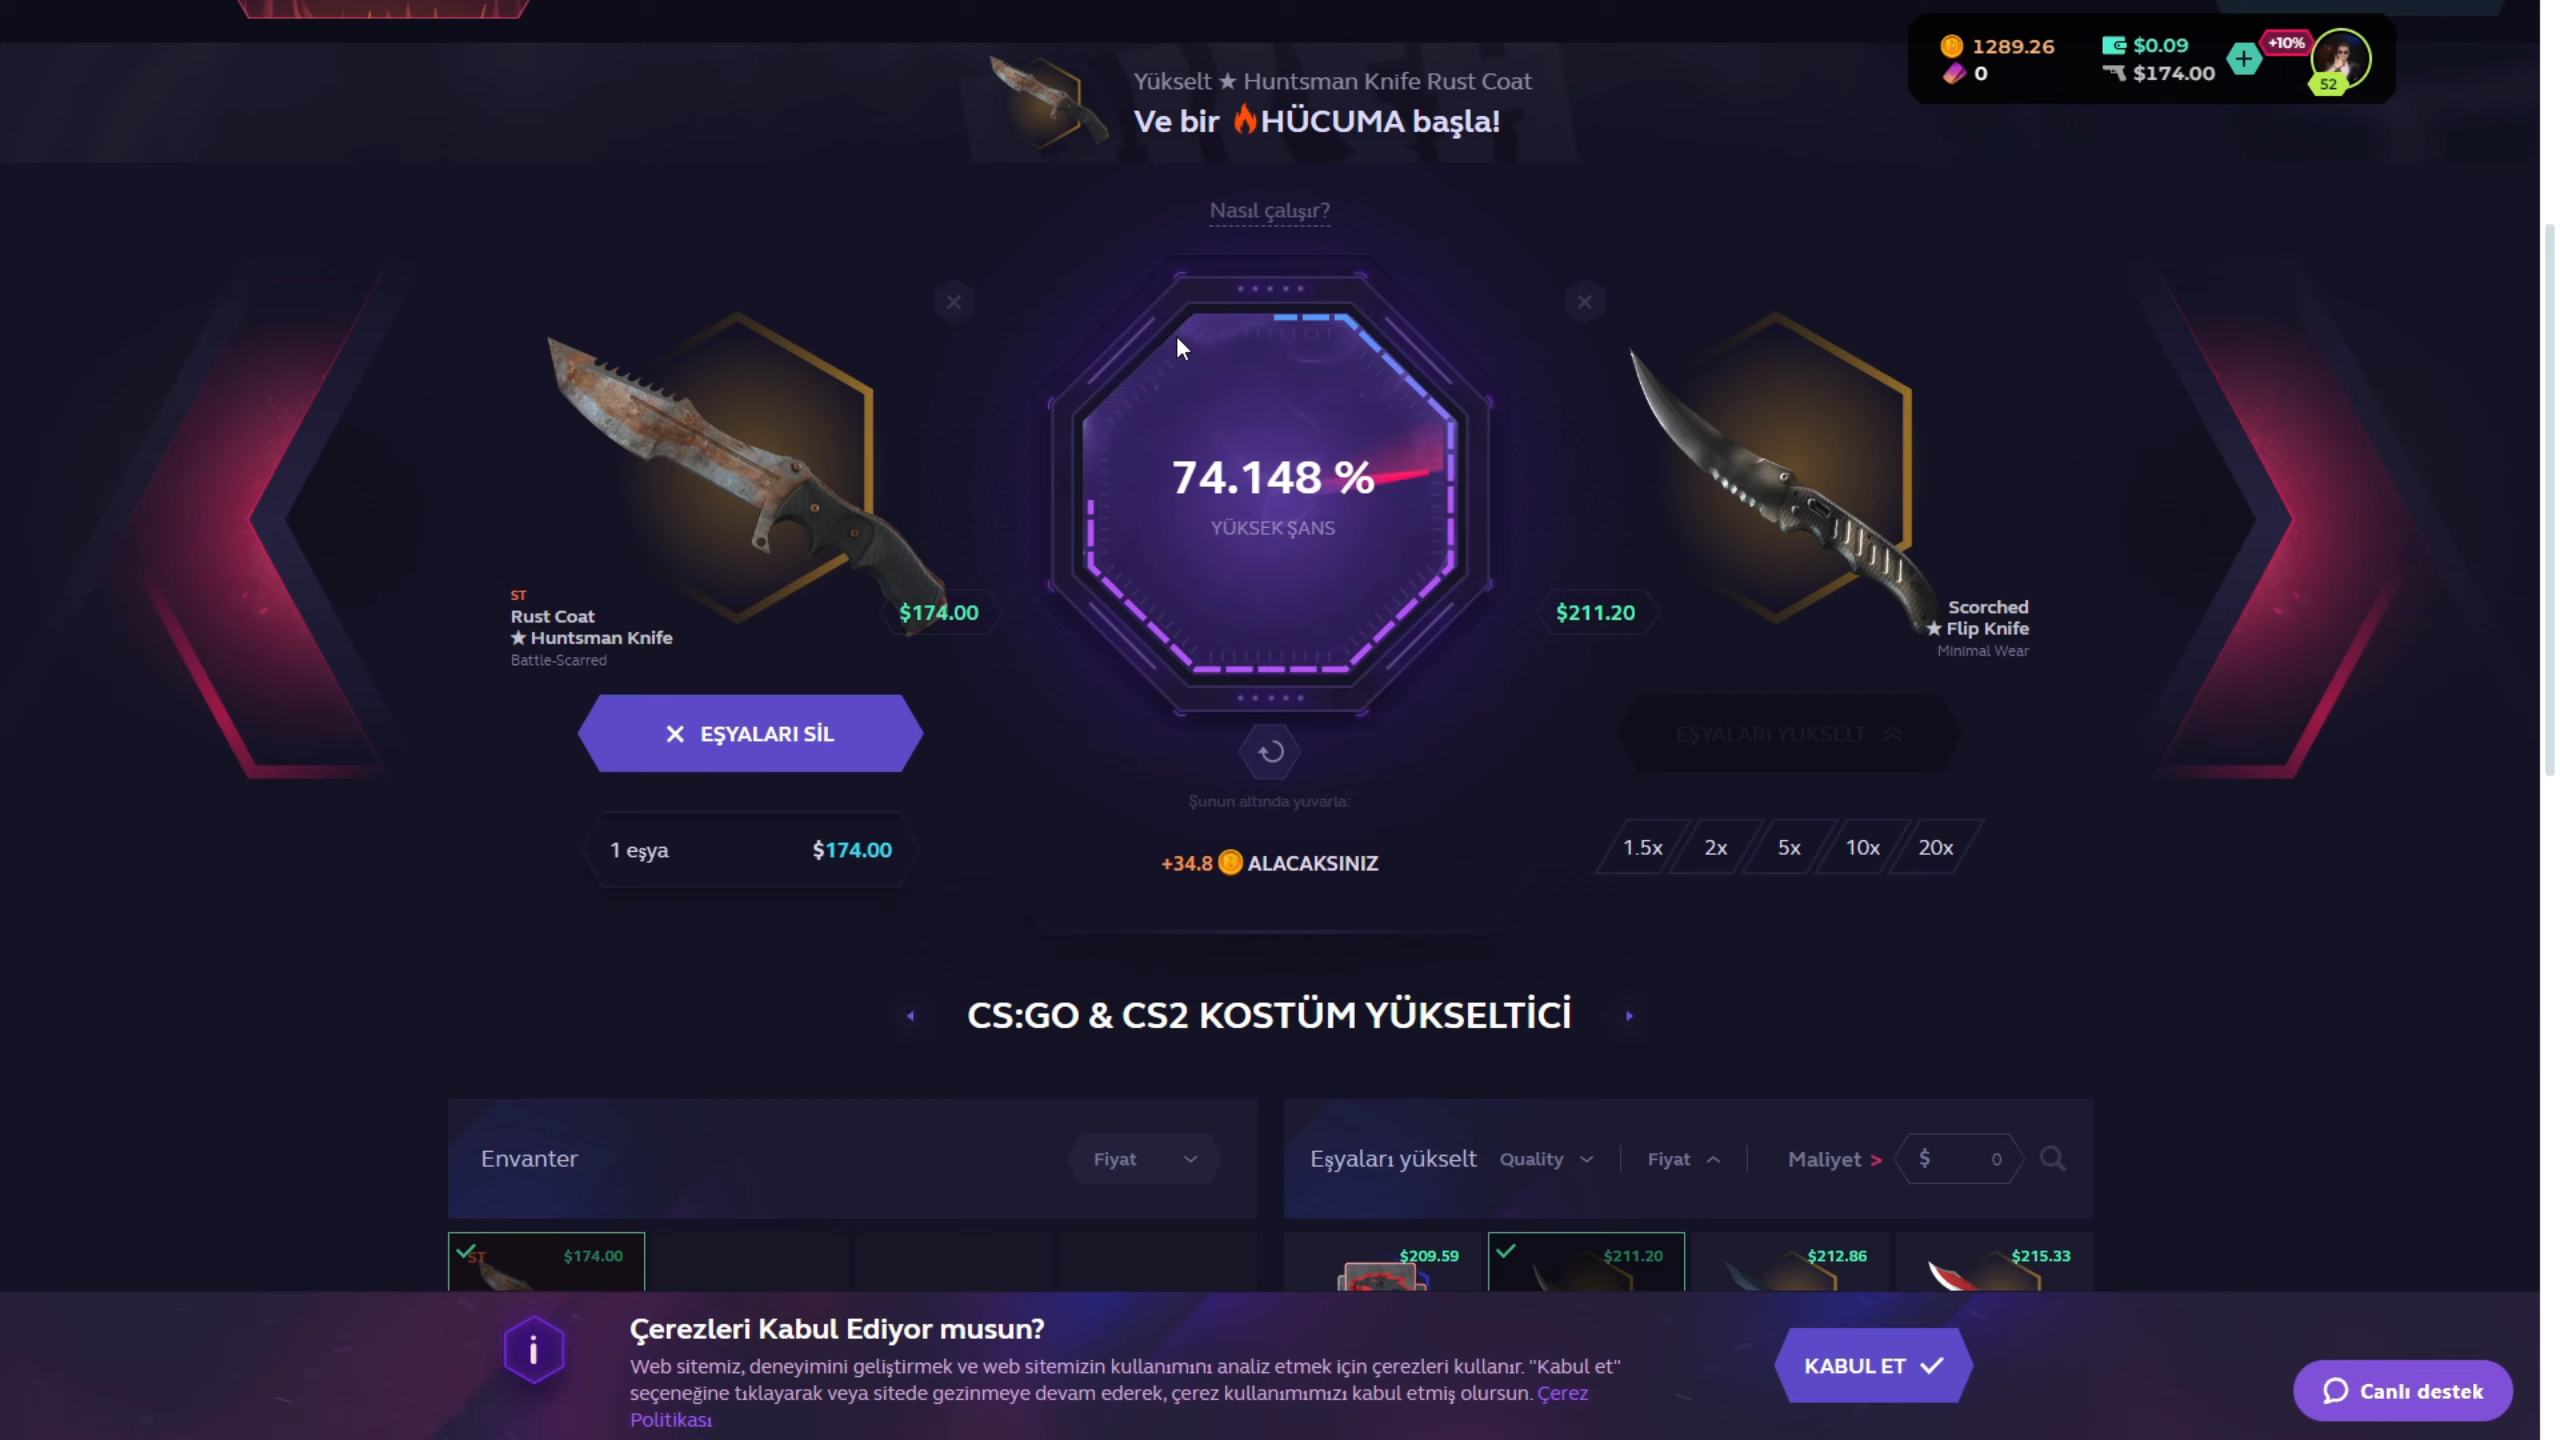 1289.26
$0.09
+10%
0
$174.00
52
Yükselt ★ Huntsman Knife Rust Coat
Ve bir 🔥HÜCUMA başla!
Nasıl çalışır?
74.148 %
YÜKSEK ŞANS
ST
Rust Coat
★ Huntsman Knife
Battle-Scarred
$174.00
$211.20
Scorched
★ Flip Knife
Minimal Wear
EŞYALARI SİL
EŞYALARI YÜKSELT
Şunun altında yuvarla:
1 eşya
$174.00
+34.8 ALACAKSINIZ
1.5x
2x
5x
10x
20x
CS:GO & CS2 KOSTÜM YÜKSELTİCİ
Envanter
Fiyat
Eşyaları yükselt
Quality
Fiyat
Maliyet >
$ 0
ST
$174.00
$209.59
$211.20
$212.86
$215.33
Çerezleri Kabul Ediyor musun?
Web sitemiz, deneyimini geliştirmek ve web sitemizin kullanımını analiz etmek için çerezleri kullanır. "Kabul et"
seçeneğine tıklayarak veya sitede gezinmeye devam ederek, çerez kullanımımızı kabul etmiş olursun. Çerez
Politikası
KABUL ET
Canlı destek